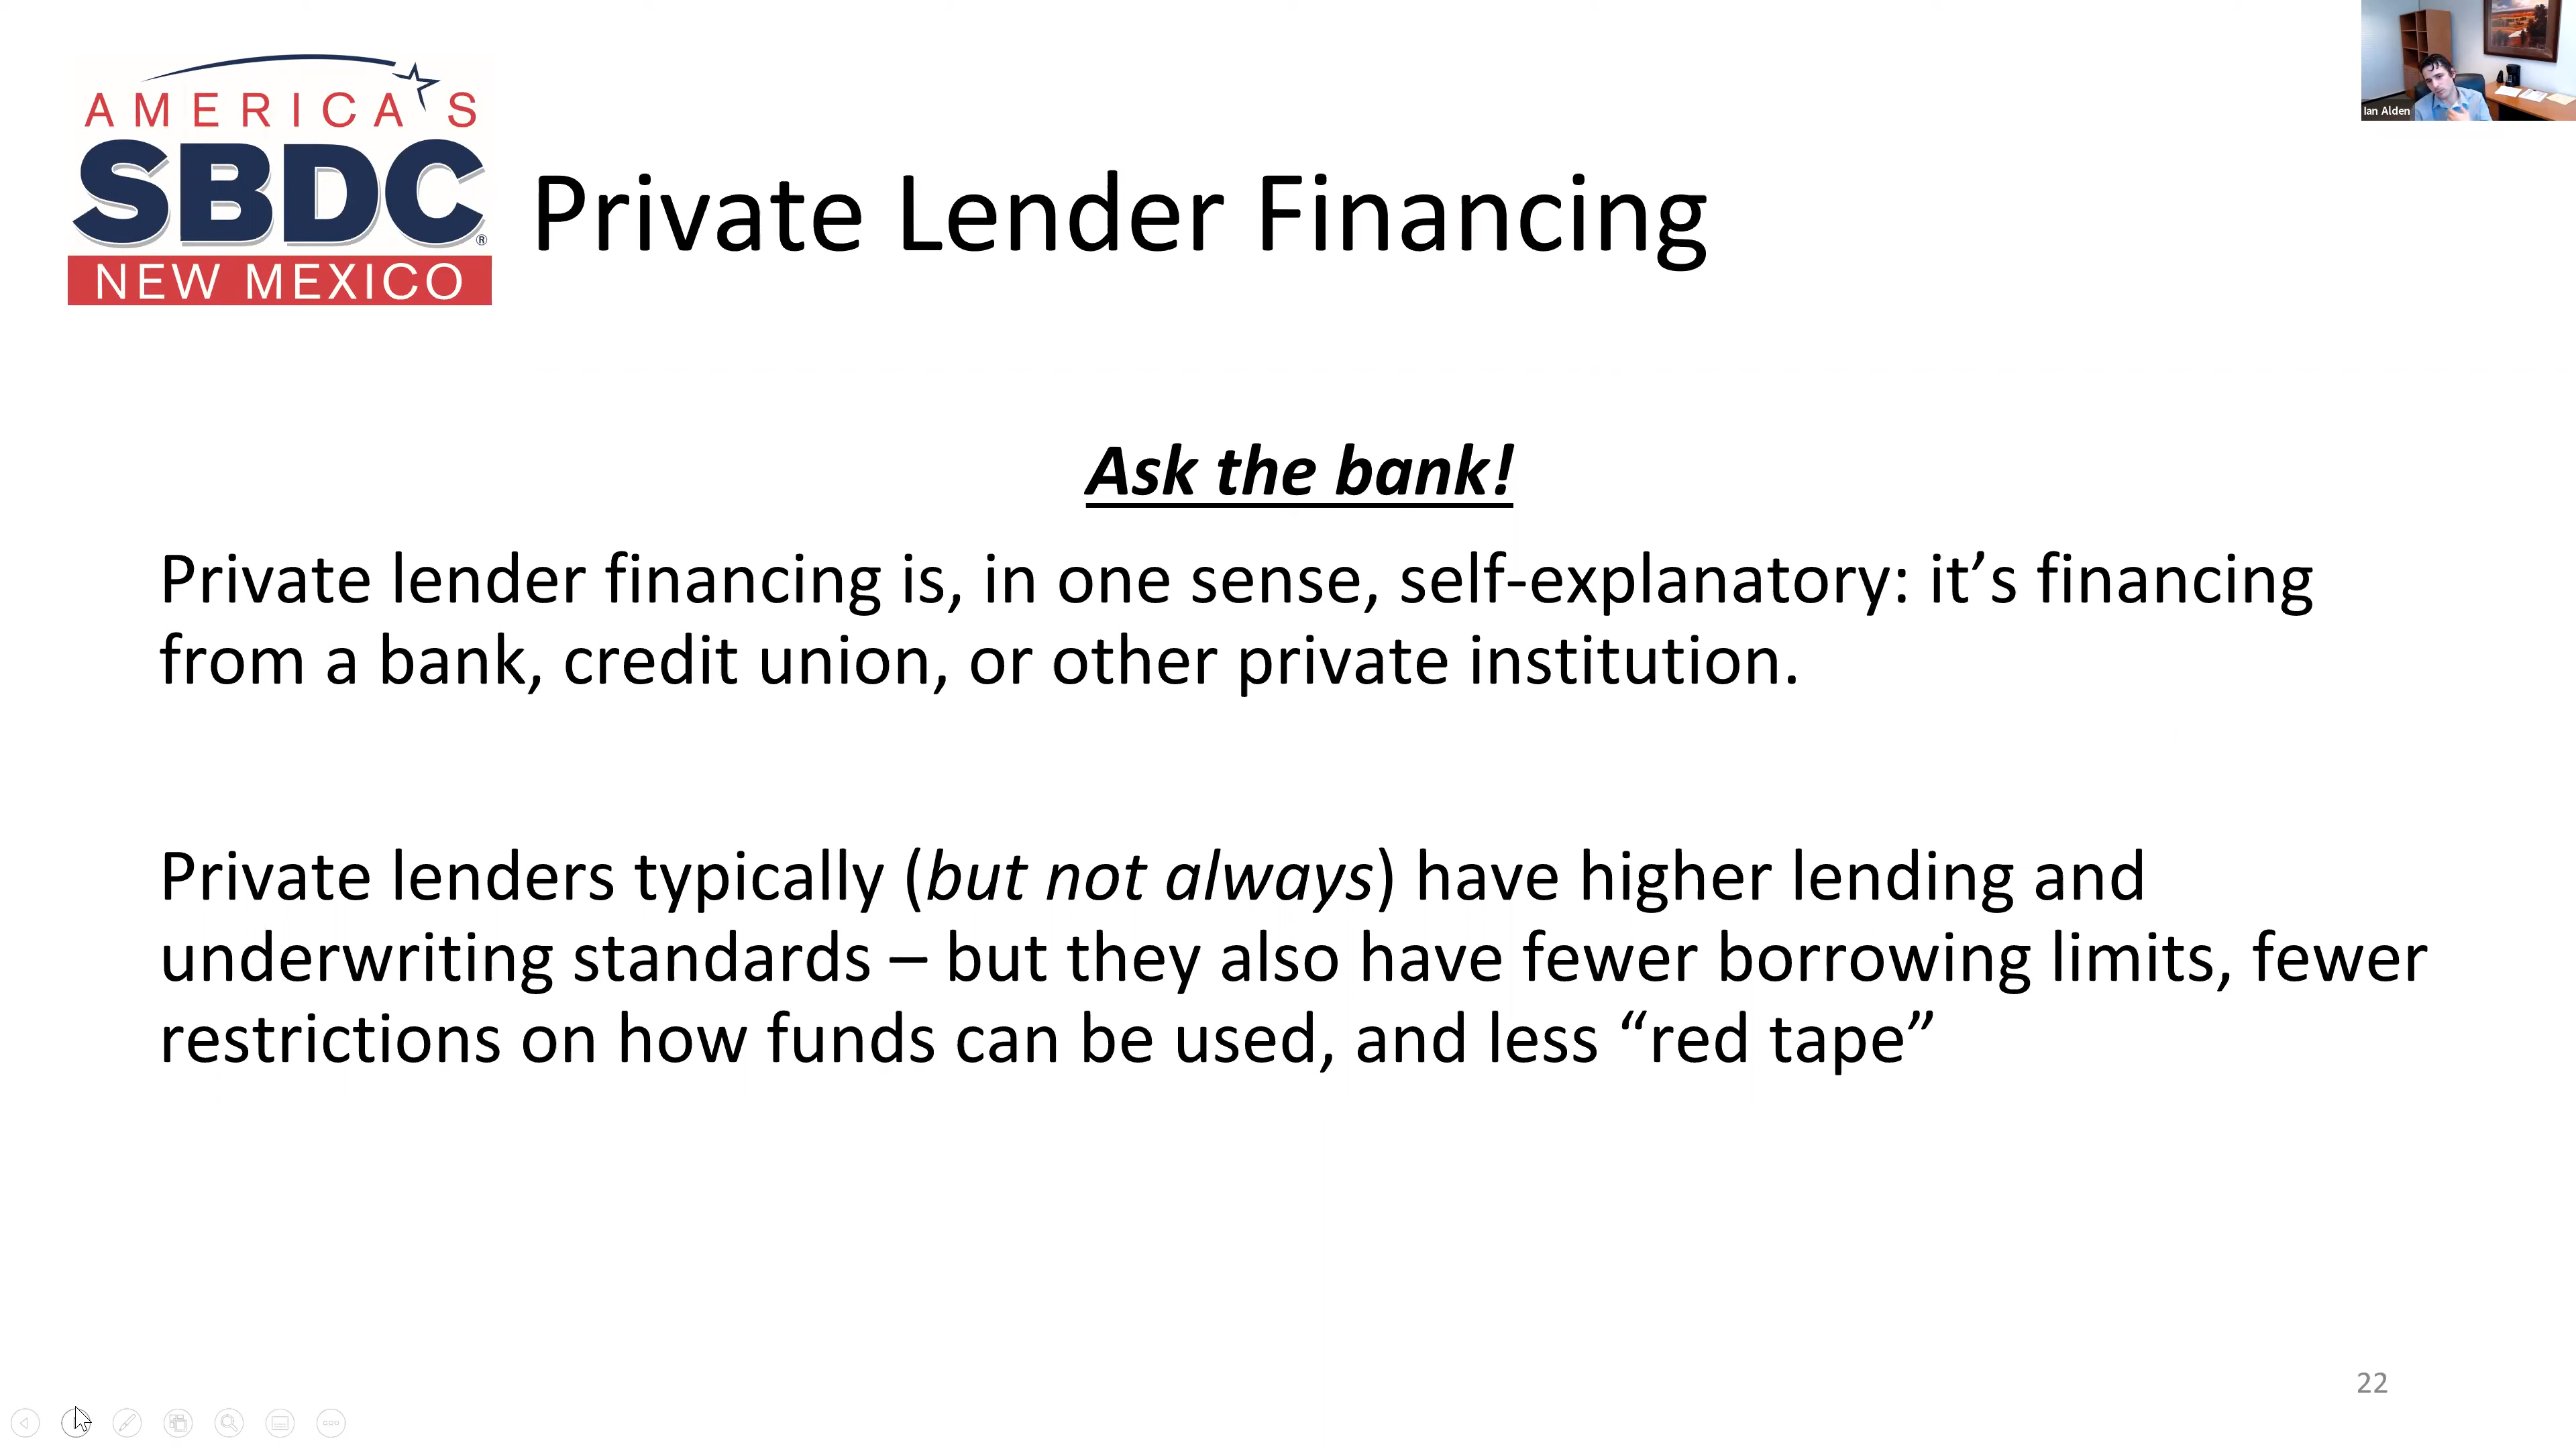 AMERICA'S
SBDC®
NEW MEXICO
Ian Alden
Private Lender Financing
Ask the bank!
Private lender financing is, in one sense, self-explanatory: it’s financing
from a bank, credit union, or other private institution.
Private lenders typically (but not always) have higher lending and
underwriting standards – but they also have fewer borrowing limits, fewer
restrictions on how funds can be used, and less “red tape”
22